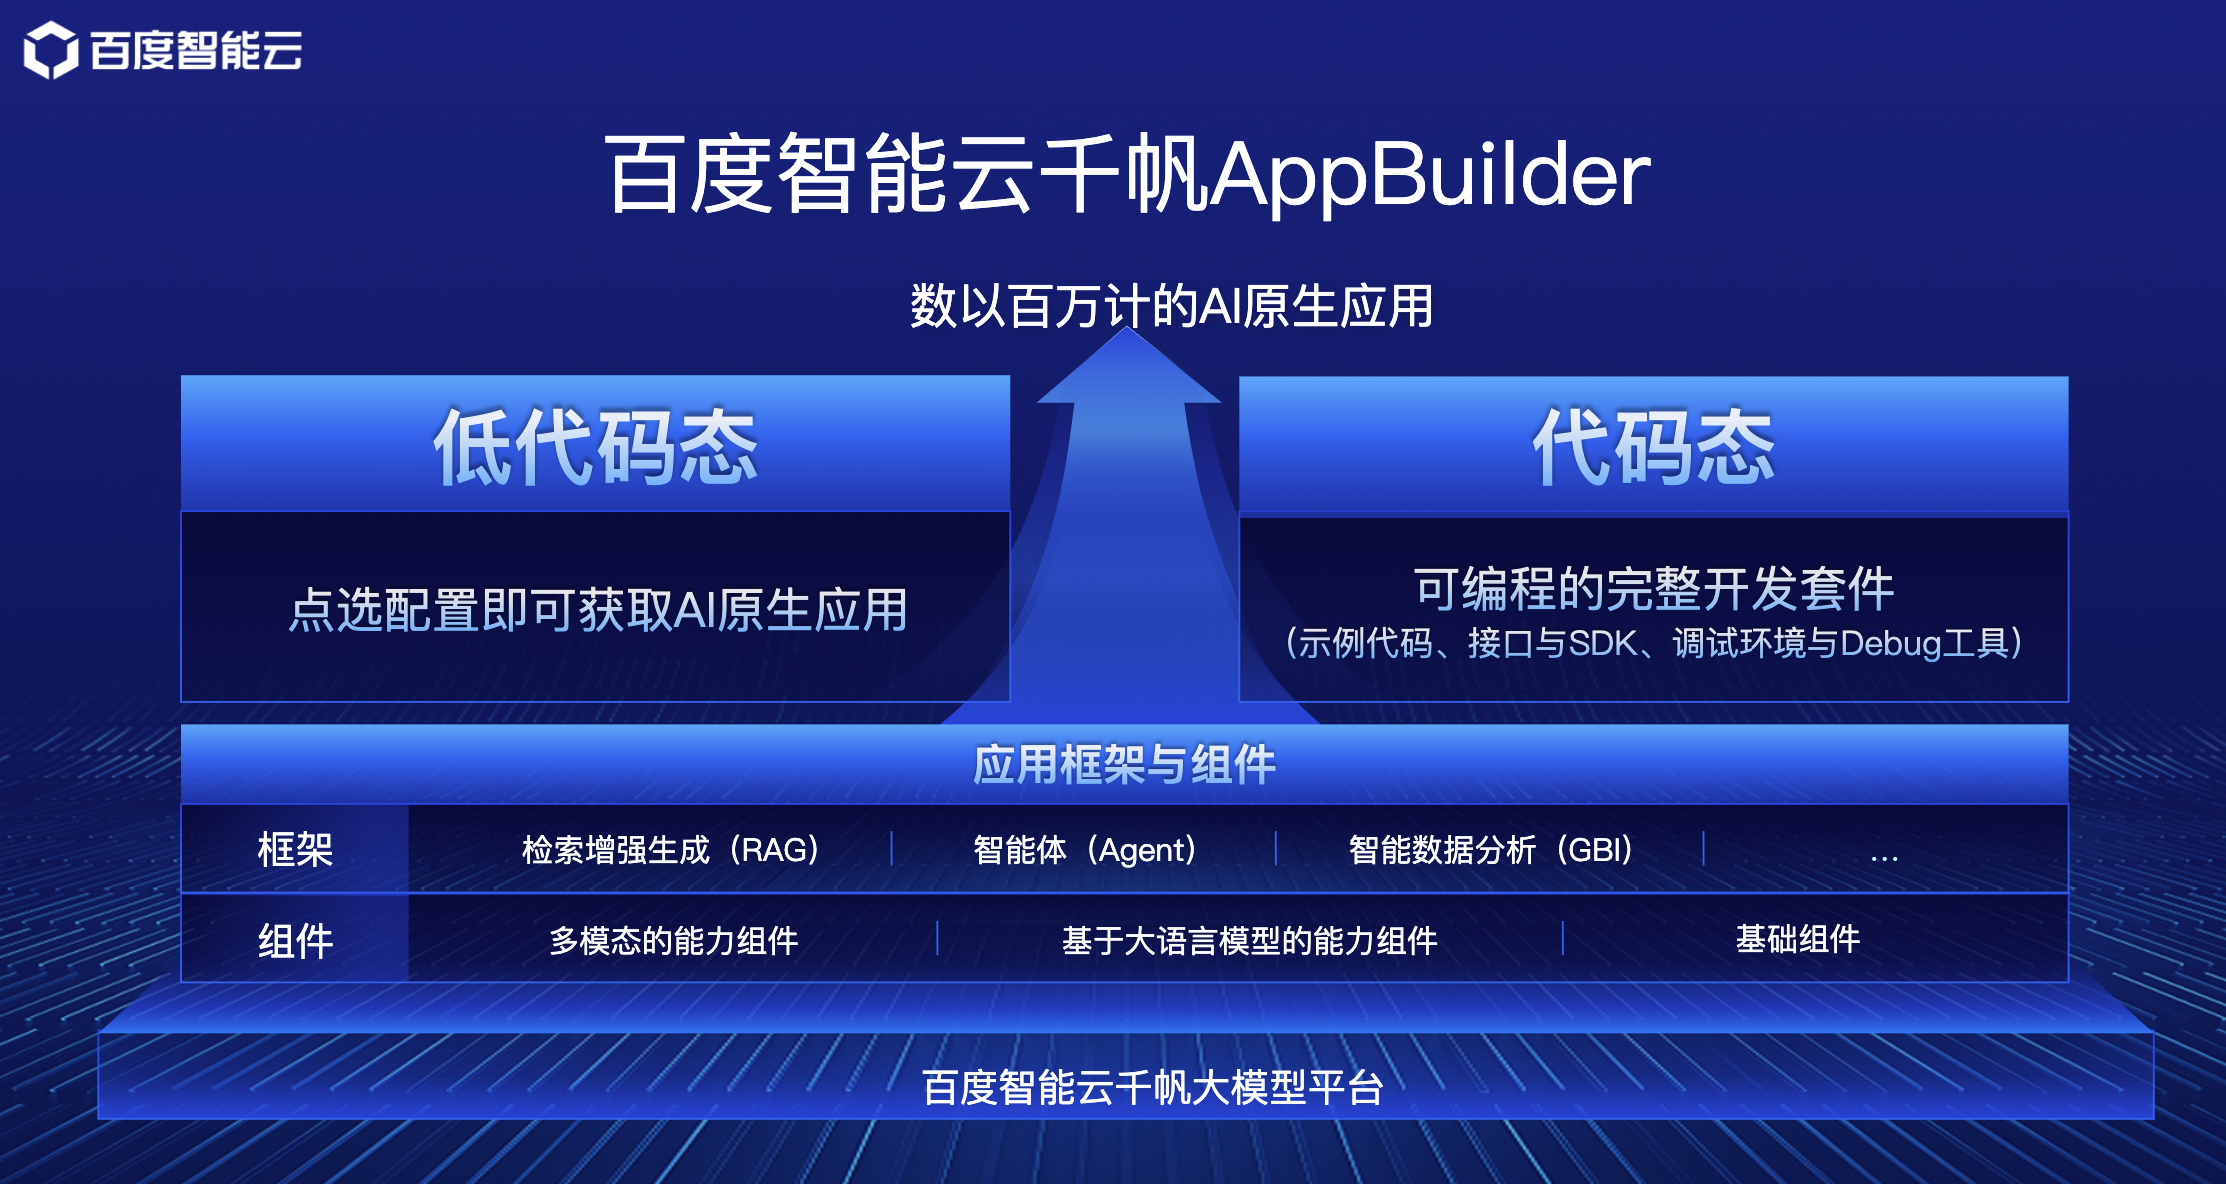 百度智能云
百度智能云千帆AppBuilder
数以百万计的AI原生应用
低代码态
点选配置即可获取AI原生应用
代码态
可编程的完整开发套件
（示例代码、接口与SDK、调试环境与Debug工具）
应用框架与组件
框架 检索增强生成（RAG） 智能体（Agent） 智能数据分析（GBI） ...
组件 多模态的能力组件 基于大语言模型的能力组件 基础组件
百度智能云千帆大模型平台